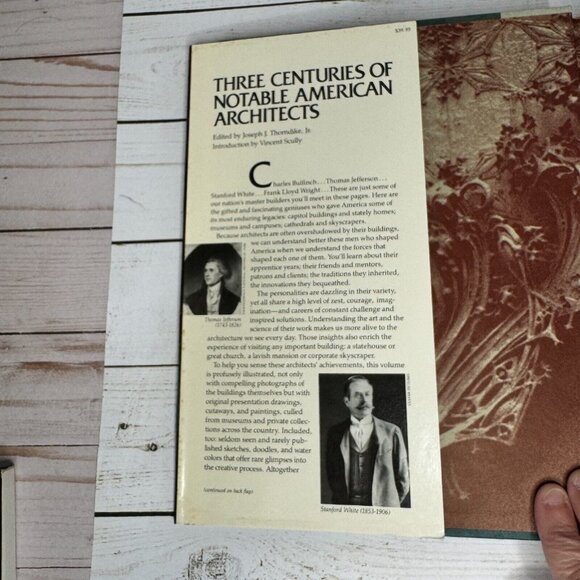 $39.95
THREE CENTURIES OF
NOTABLE AMERICAN
ARCHITECTS
Edited by Joseph J. Thorndike, Jr.
Introduction by Vincent Scully
Charles Bulfinch. . .Thomas Jefferson. . .
Stanford White. . .Frank Lloyd Wright. . .These are just some of
our nation's master builders you'll meet in these pages. Here are
the gifted and fascinating geniuses who gave America some of
its most enduring legacies: capitol buildings and stately homes;
museums and campuses; cathedrals and skyscrapers.
Because architects are often overshadowed by their buildings,
we can understand better these men who shaped
America when we understand the forces that
shaped each one of them. You'll learn about their
apprentice years; their friends and mentors,
patrons and clients; the traditions they inherited,
the innovations they bequeathed.
The personalities are dazzling in their variety,
yet all share a high level of zest, courage, imag-
ination—and careers of constant challenge and
inspired solutions. Understanding the art and the
science of their work makes us more alive to the
architecture we see every day. Those insights also enrich the
experience of visiting any important building; a statehouse or
great church, a lavish mansion or corporate skyscraper.
To help you sense these architects' achievements, this volume
is profusely illustrated, not only
with compelling photographs of
the buildings themselves but with
original presentation drawings,
cutaways, and paintings, culled
from museums and private collec-
tions across the country. Included,
too: seldom seen and rarely pub-
lished sketches, doodles, and water
colors that offer rare glimpses into
the creative process. Altogether
(continued on back flap)
Thomas Jefferson
(1743-1826)
Stanford White (1853-1906)